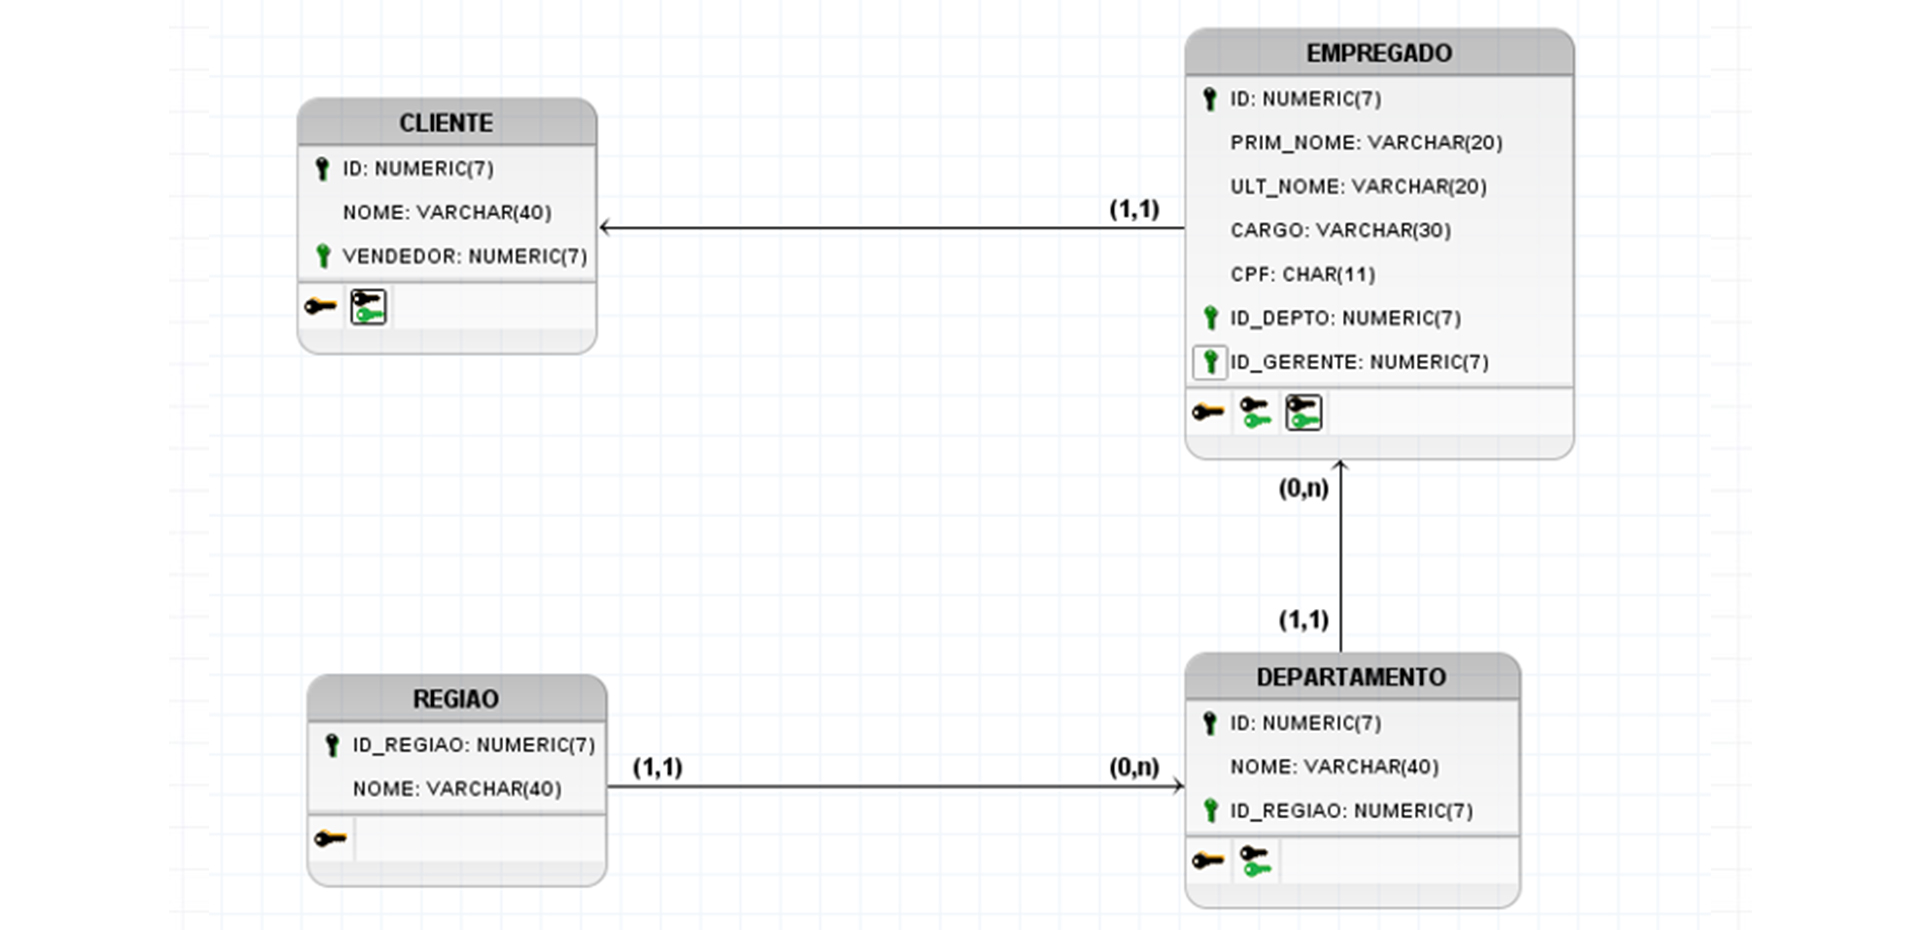 CLIENTE
ID: NUMERIC(7)
NOME: VARCHAR(40)
VENDEDOR: NUMERIC(7)
(1,1)
EMPREGADO
ID: NUMERIC(7)
PRIM_NOME: VARCHAR(20)
ULT_NOME: VARCHAR(20)
CARGO: VARCHAR(30)
CPF: CHAR(11)
ID_DEPTO: NUMERIC(7)
ID_GERENTE: NUMERIC(7)
(0,n)
(1,1)
REGIAO
ID_REGIAO: NUMERIC(7)
NOME: VARCHAR(40)
(1,1)
(0,n)
DEPARTAMENTO
ID: NUMERIC(7)
NOME: VARCHAR(40)
ID_REGIAO: NUMERIC(7)